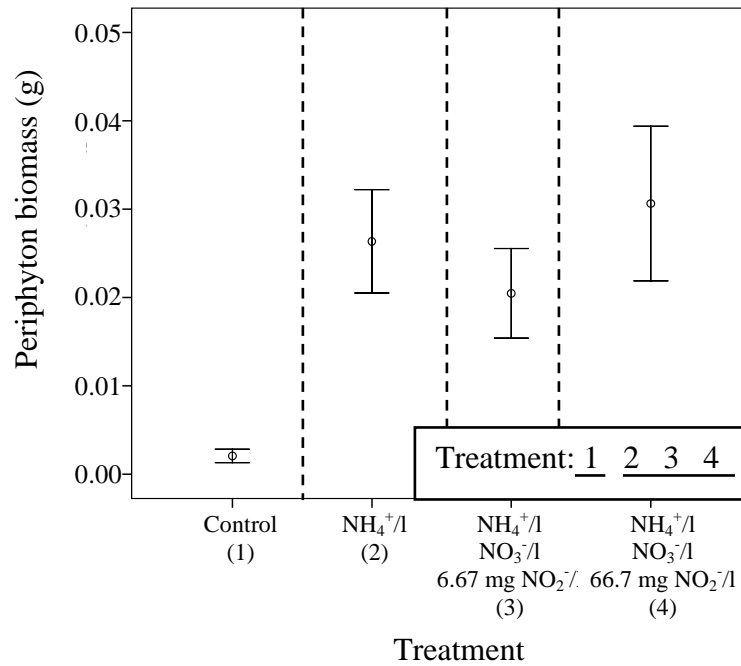 Periphyton biomass (g)
0.05
0.04
0.03
0.02
0.01
0.00
Treatment: 1 2 3 4
Control
(1)
NH₄⁺/l
(2)
NH₄⁺/l
NO₃⁻/l
6.67 mg NO₂⁻/l
(3)
NH₄⁺/l
NO₃⁻/l
66.7 mg NO₂⁻/l
(4)
Treatment